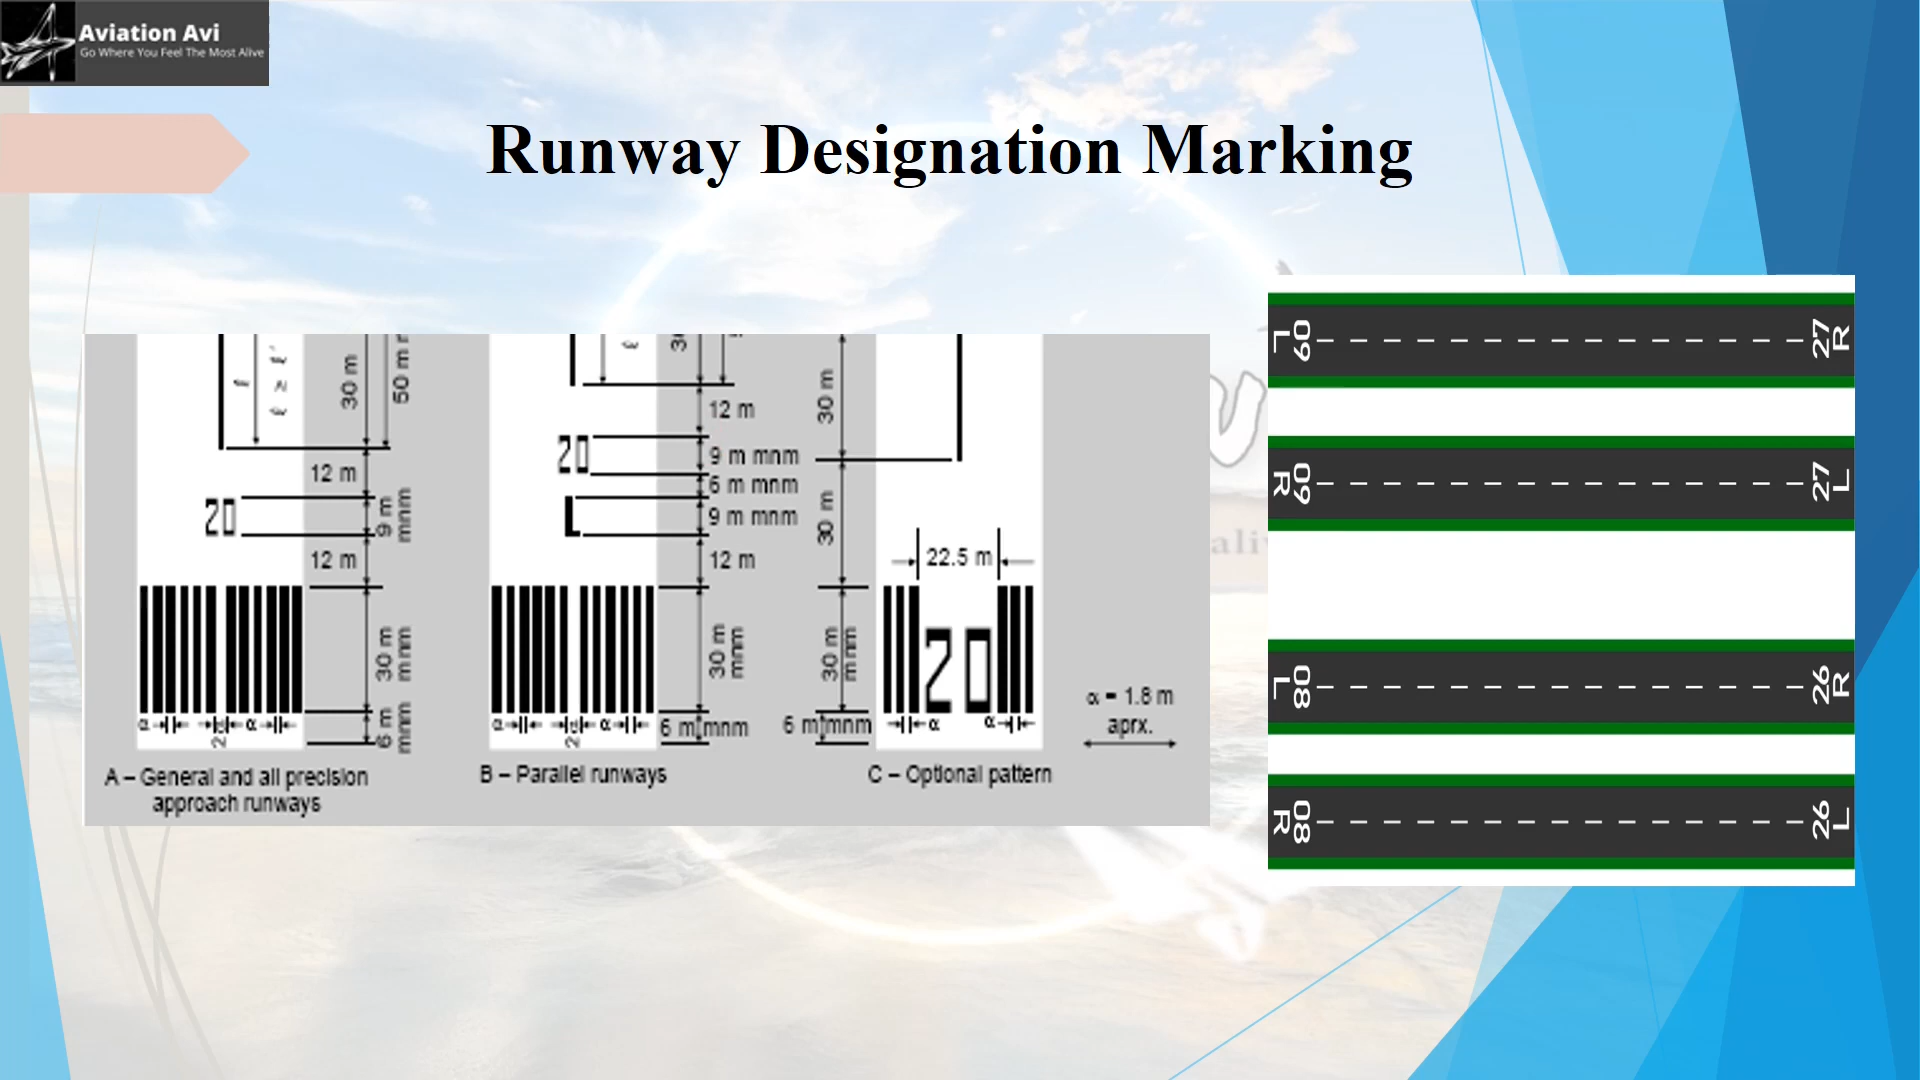 Aviation Avi
Go Where You Feel The Most Alive
Runway Designation Marking
30 m
50 m
12 m
20
9 m
mnm
12 m
30 m
mnm
6 m
mnm
α
α
A – General and all precision
approach runways
12 m
20
9 m mnm
6 m mnm
L
9 m mnm
12 m
30 m
mnm
α
α
6 m mnm
B – Parallel runways
30 m
30 m
22.5 m
30 m
mnm
20
6 m mnm
α
α
C – Optional pattern
α = 1.8 m
aprx.
09
L
27
R
09
R
27
L
08
L
26
R
08
R
26
L